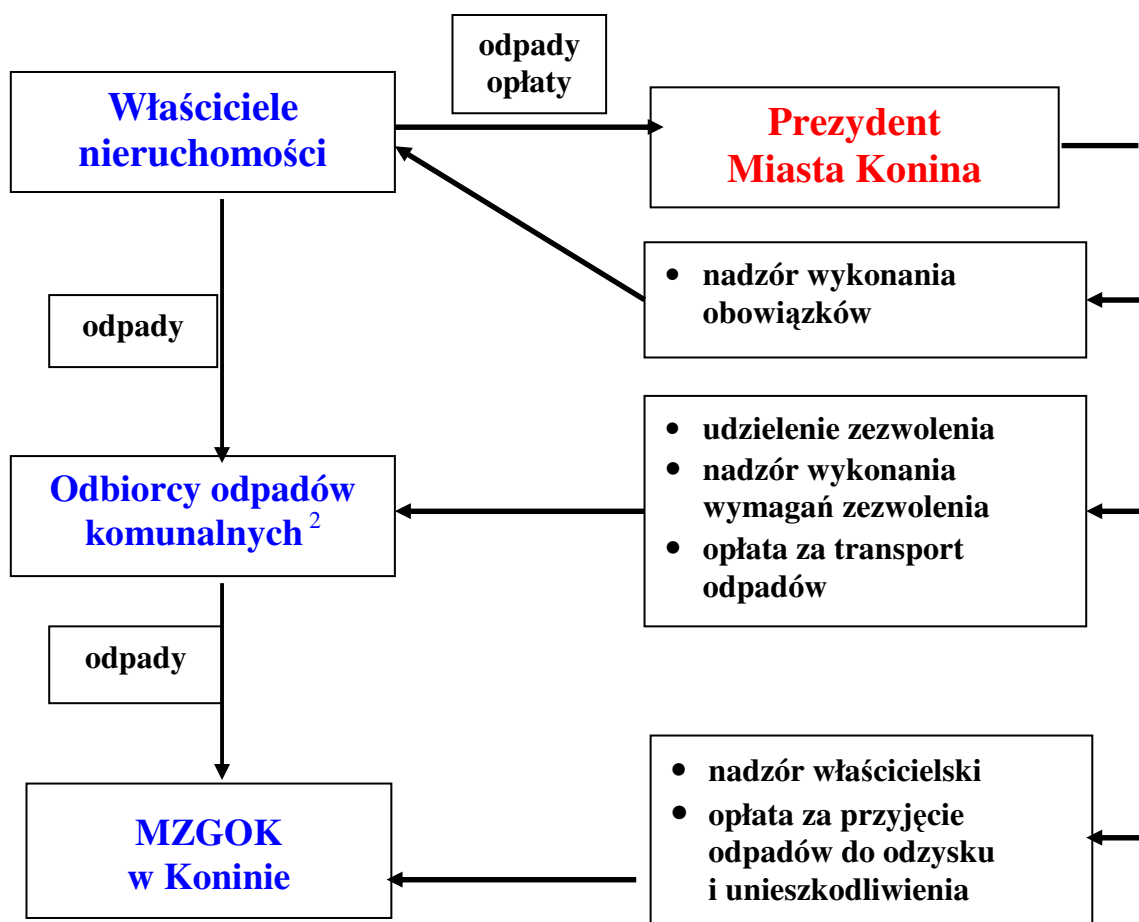 odpady
opłaty
Właściciele
nieruchomości
Prezydent
Miasta Konina
• nadzór wykonania
obowiązków
odpady
• udzielenie zezwolenia
• nadzór wykonania
wymagań zezwolenia
• opłata za transport
odpadów
Odbiorcy odpadów
komunalnych 2
odpady
• nadzór właścicielski
• opłata za przyjęcie
odpadów do odzysku
i unieszkodliwienia
MZGOK
w Koninie